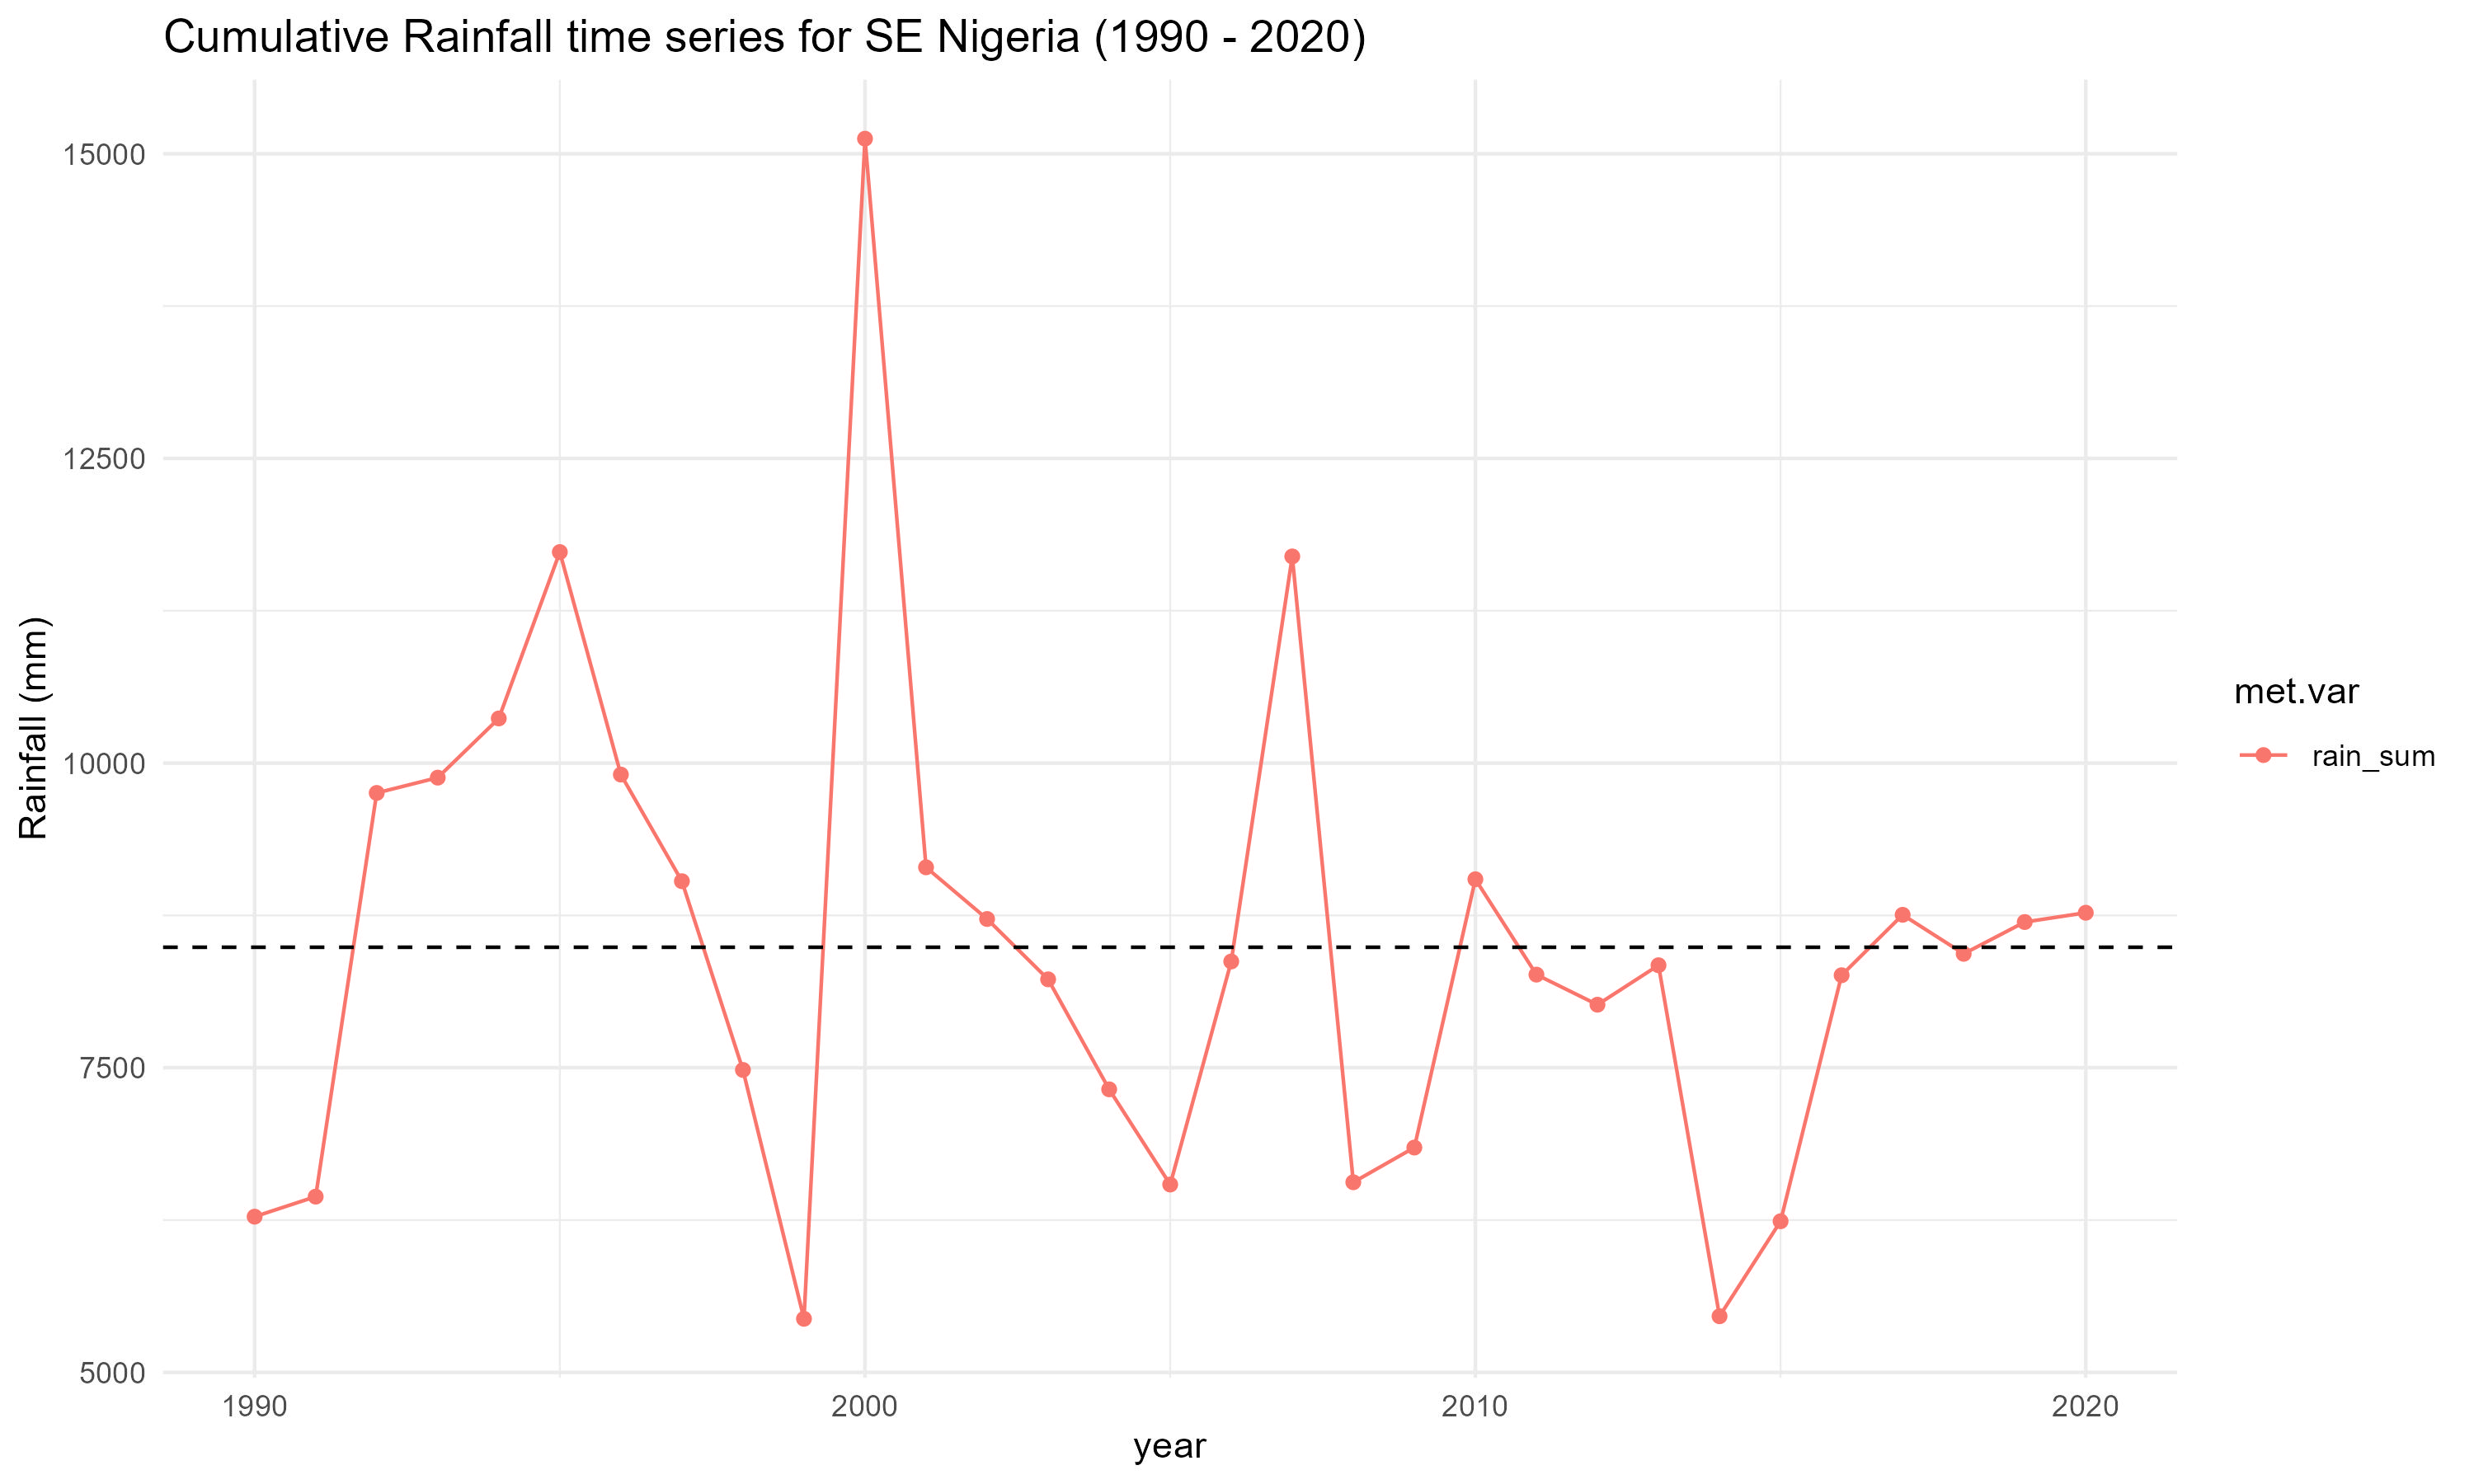 Cumulative Rainfall time series for SE Nigeria (1990 - 2020)
15000
12500
10000
7500
5000
Rainfall (mm)
1990 2000 2010 2020
year
met.var
rain_sum